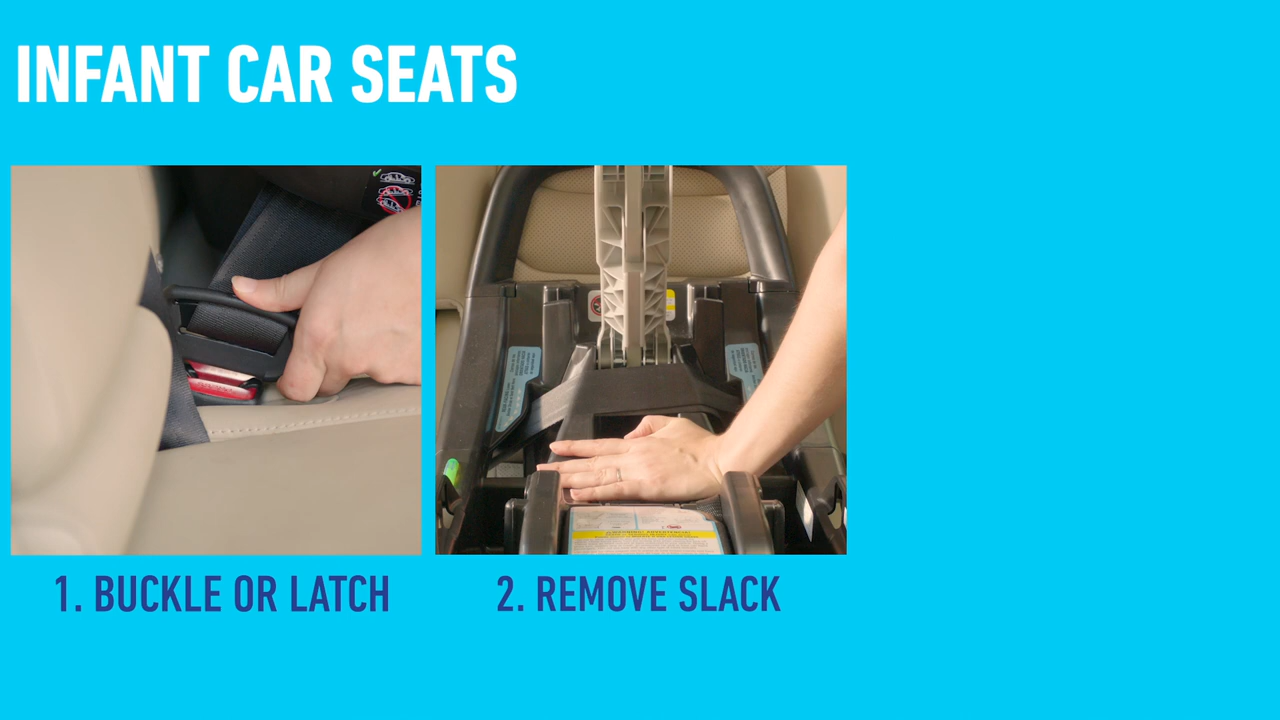 INFANT CAR SEATS
1. BUCKLE OR LATCH
2. REMOVE SLACK